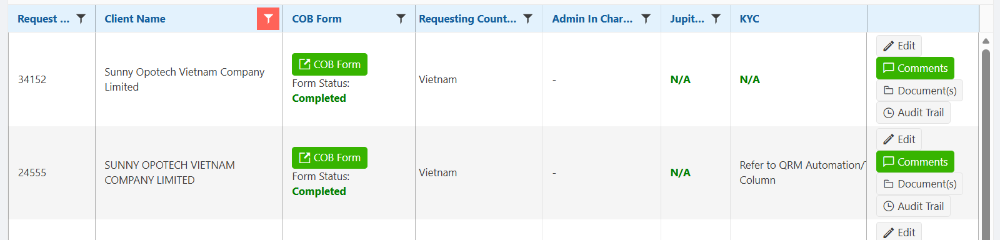 Request ...
Client Name
COB Form
Requesting Count...
Admin In Char...
Jupit...
KYC
34152
Sunny Opotech Vietnam Company
Limited
COB Form
Form Status:
Completed
Vietnam
-
N/A
N/A
Edit
Comments
Document(s)
Audit Trail
24555
SUNNY OPOTECH VIETNAM
COMPANY LIMITED
COB Form
Form Status:
Completed
Vietnam
-
N/A
Refer to QRM Automation/
Column
Edit
Comments
Document(s)
Audit Trail
Edit